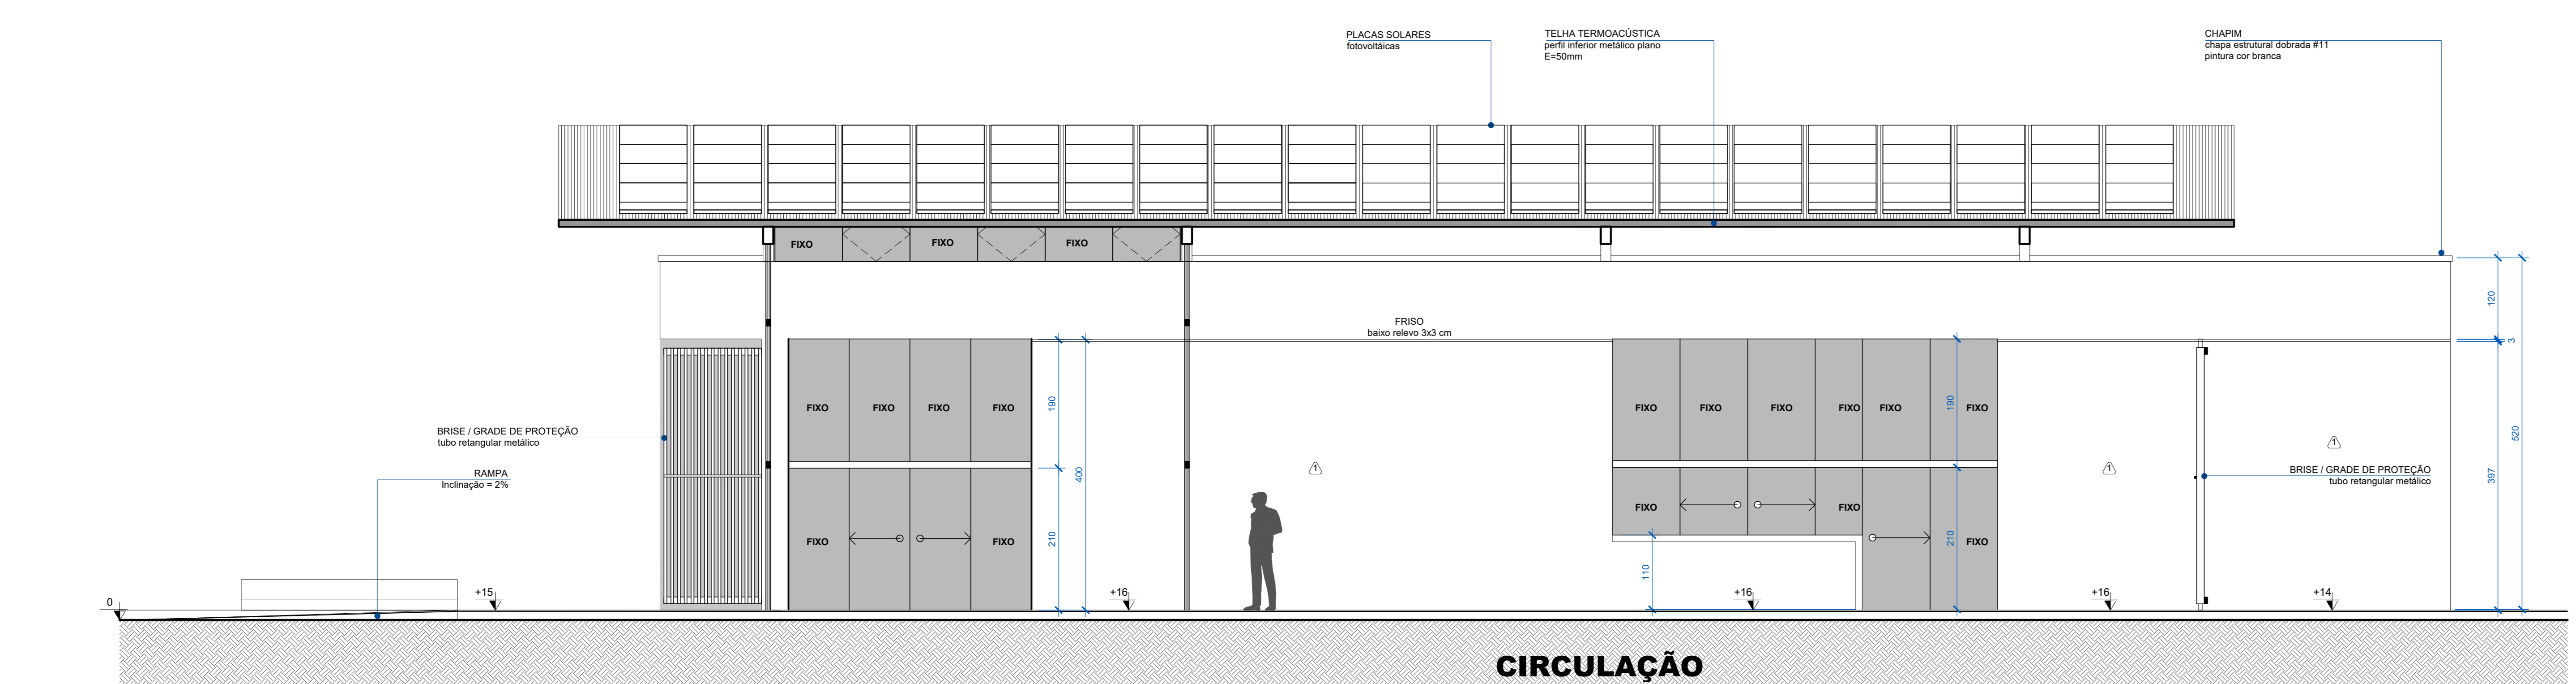 PLACAS SOLARES
fotovoltáicas
TELHA TERMOACÚSTICA
perfil inferior metálico plano
E=50mm
CHAPIM
chapa estrutural dobrada #11
pintura cor branca
FIXO
FIXO
FIXO
120
FRISO
baixo relevo 3x3 cm
3
FIXO
FIXO
FIXO
FIXO
190
FIXO
FIXO
FIXO
FIXO
FIXO
190
FIXO
BRISE / GRADE DE PROTEÇÃO
tubo retangular metálico
520
1
RAMPA
Inclinação = 2%
400
1
1
BRISE / GRADE DE PROTEÇÃO
tubo retangular metálico
397
FIXO
FIXO
FIXO
FIXO
210
210
FIXO
110
0
+15
+16
+16
+16
+14
CIRCULAÇÃO